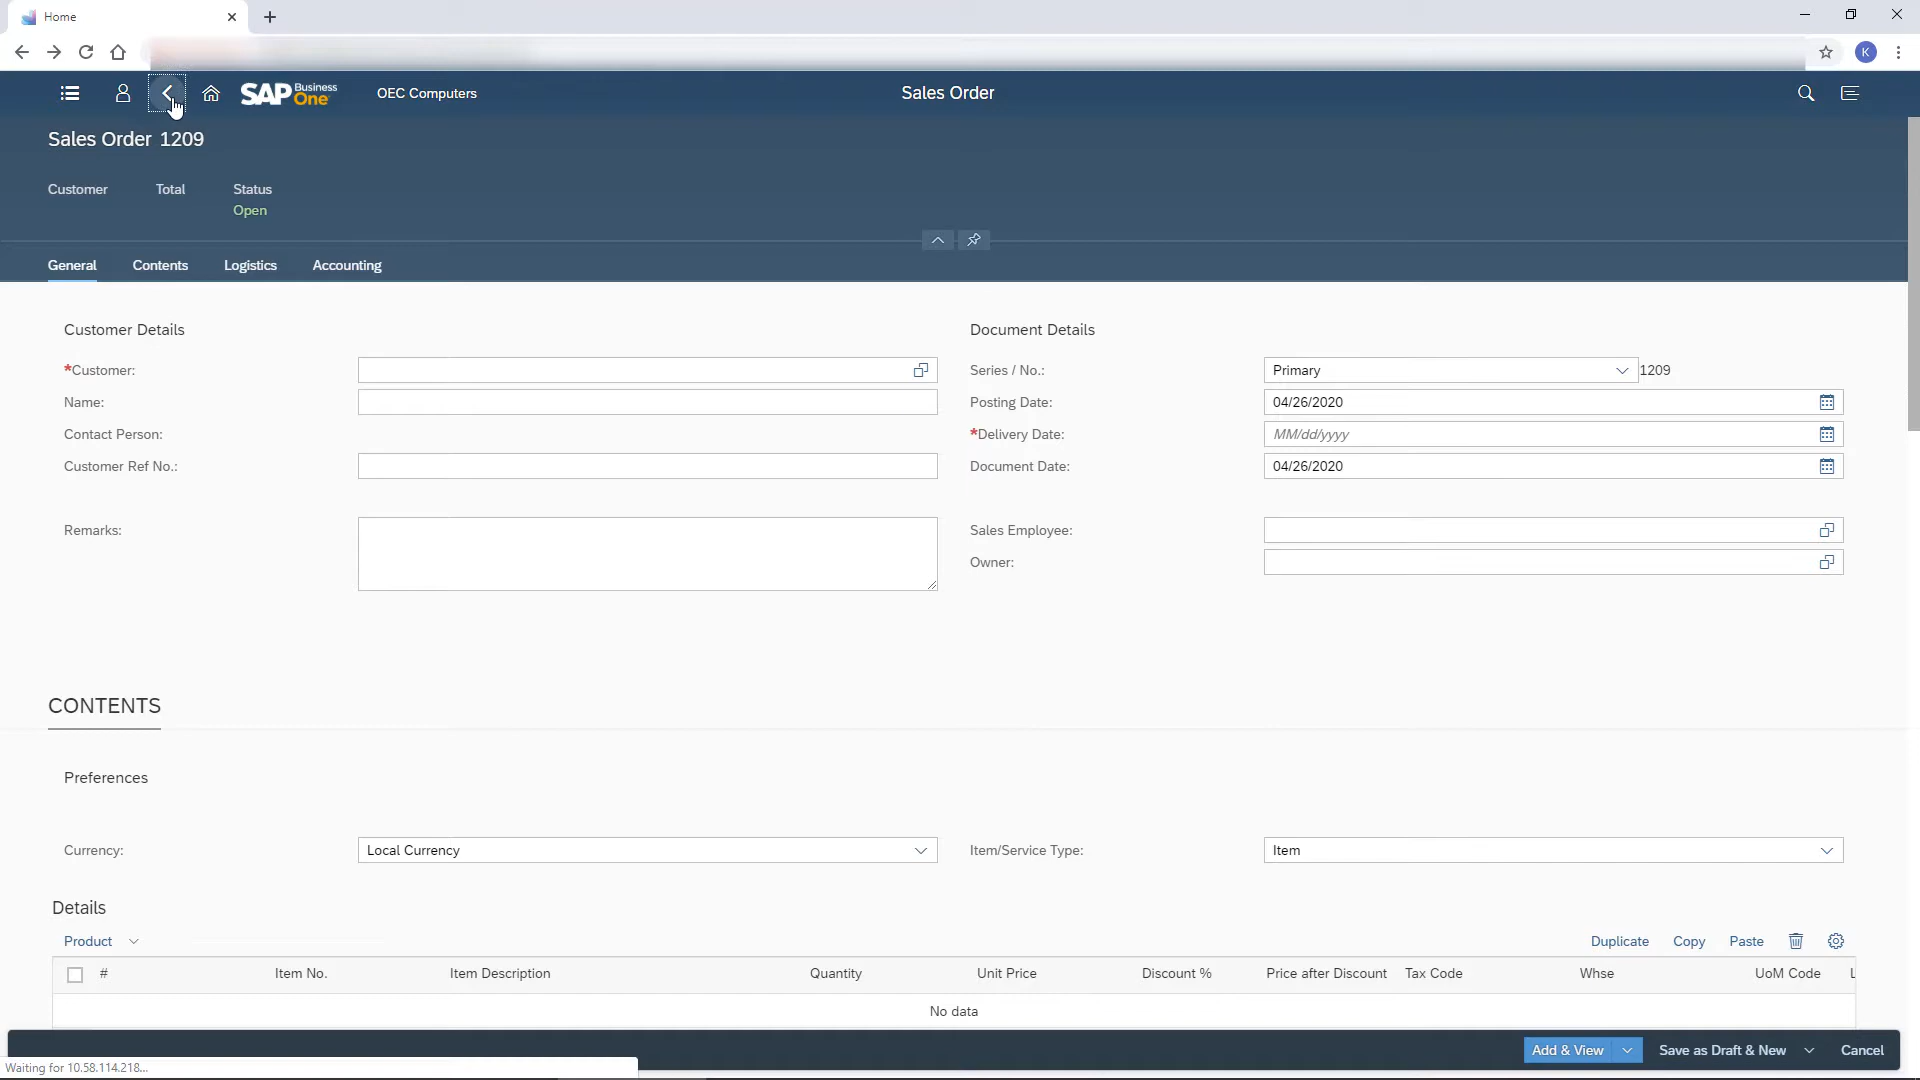 Home
K
SAP Business One
OEC Computers
Sales Order
Sales Order 1209
Customer Total Status
Open
General Contents Logistics Accounting
Customer Details
Document Details
*Customer:
Series / No.: Primary 1209
Name:
Posting Date: 04/26/2020
Contact Person:
*Delivery Date: MM/dd/yyyy
Customer Ref No.:
Document Date: 04/26/2020
Remarks:
Sales Employee:
Owner:
CONTENTS
Preferences
Currency: Local Currency
Item/Service Type: Item
Details
Product
Duplicate Copy Paste
# Item No. Item Description Quantity Unit Price Discount % Price after Discount Tax Code Whse UoM Code
No data
Add & View Save as Draft & New Cancel
Waiting for 10.58.114.218...